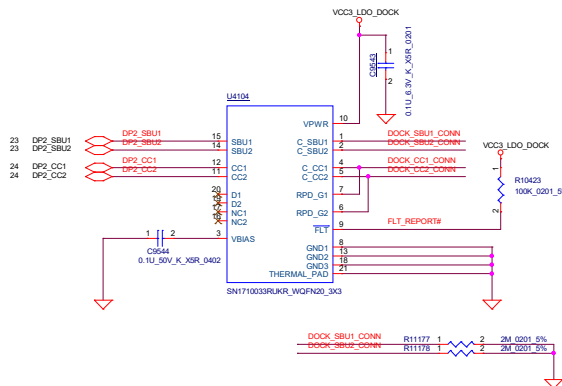 VCC3_LDO_DOCK
C9543
1
2
0.1U_6.3V_K_X5R_0201
U4104
VPWR 10
23 DP2_SBU1 DP2_SBU1 15 SBU1 C_SBU1 1 DOCK_SBU1_CONN
23 DP2_SBU2 DP2_SBU2 14 SBU2 C_SBU2 2 DOCK_SBU2_CONN
VCC3_LDO_DOCK
24 DP2_CC1 DP2_CC1 12 CC1 C_CC1 4 DOCK_CC1_CONN
24 DP2_CC2 DP2_CC2 11 CC2 C_CC2 5 DOCK_CC2_CONN
1
R10423
100K_0201_5
2
20 D1 RPD_G1 7
D2
NC1 RPD_G2 6
NC2
FLT 9 FLT_REPORT#
1 2 3 VBIAS
C9544
0.1U_50V_K_X5R_0402
GND1 8
GND2 13
GND3 18
THERMAL_PAD 21
SN1710033RUKR_WQFN20_3X3
DOCK_SBU1_CONN R11177 1 2 2M_0201_5%
DOCK_SBU2_CONN R11178 1 2 2M_0201_5%